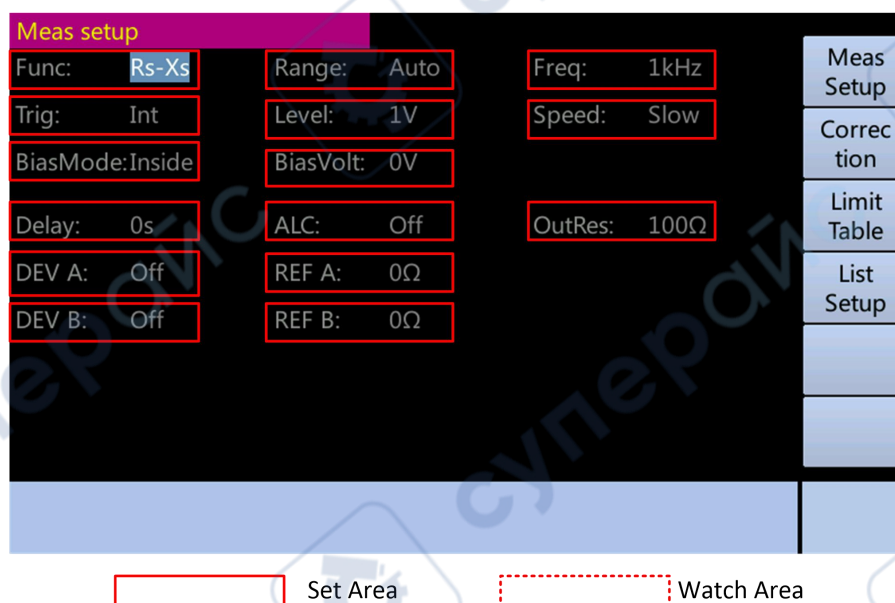 Meas setup
Func: Rs-Xs Range: Auto Freq: 1kHz
Trig: Int Level: 1V Speed: Slow
BiasMode:Inside BiasVolt: 0V
Delay: 0s ALC: Off OutRes: 100Ω
DEV A: Off REF A: 0Ω
DEV B: Off REF B: 0Ω
Meas
Setup
Correc
tion
Limit
Table
List
Setup
Set Area Watch Area
суперайс